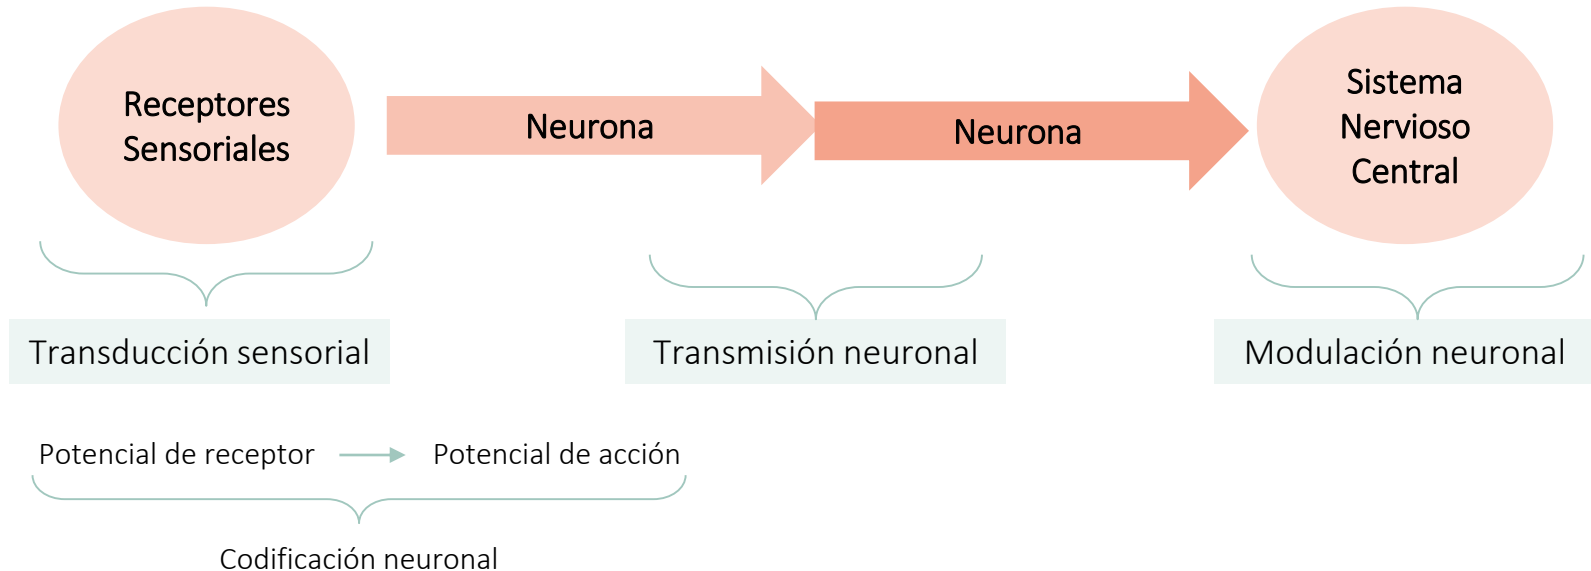 Receptores
Sensoriales
Neurona
Neurona
Sistema
Nervioso
Central
Transducción sensorial
Transmisión neuronal
Modulación neuronal
Potencial de receptor
Potencial de acción
Codificación neuronal